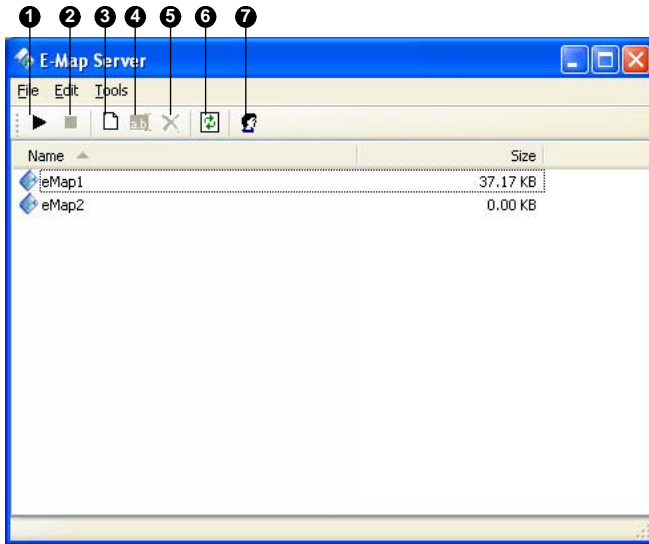 1 2 3 4 5 6 7
E-Map Server
File Edit Tools
ab
Name Size
eMap1 37.17 KB
eMap2 0.00 KB